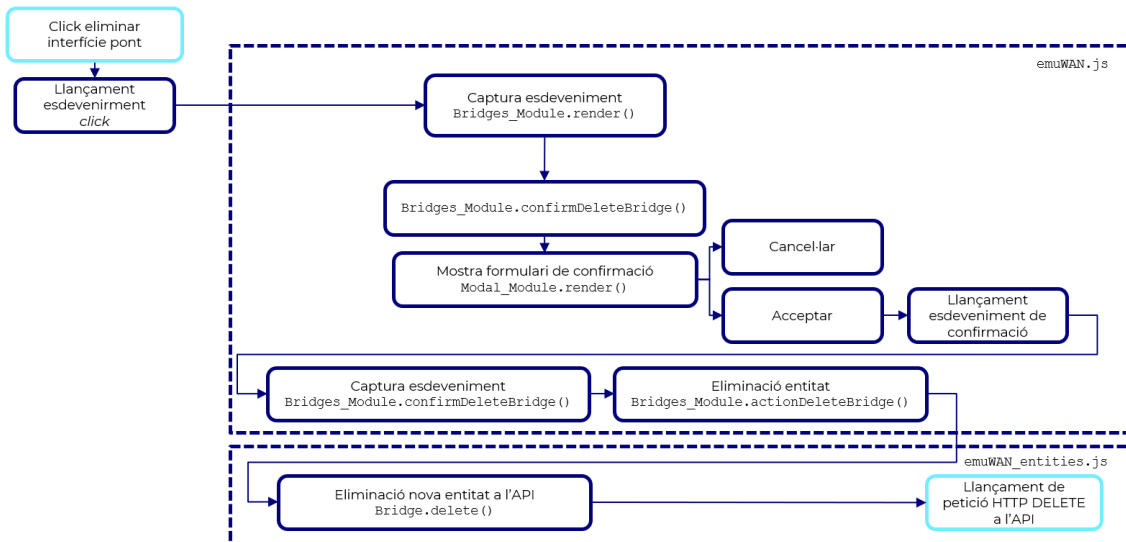 Click eliminar
interfície pont
Llançament
esdevenirment
click
emuWAN.js
Captura esdeveniment
Bridges_Module.render()
Bridges_Module.confirmDeleteBridge()
Mostra formulari de confirmació
Modal_Module.render()
Cancel·lar
Acceptar
Llançament
esdeveniment de
confirmació
Captura esdeveniment
Bridges_Module.confirmDeleteBridge()
Eliminació entitat
Bridges_Module.actionDeleteBridge()
emuWAN_entities.js
Eliminació nova entitat a l'API
Bridge.delete()
Llançament de
petició HTTP DELETE
a l'API